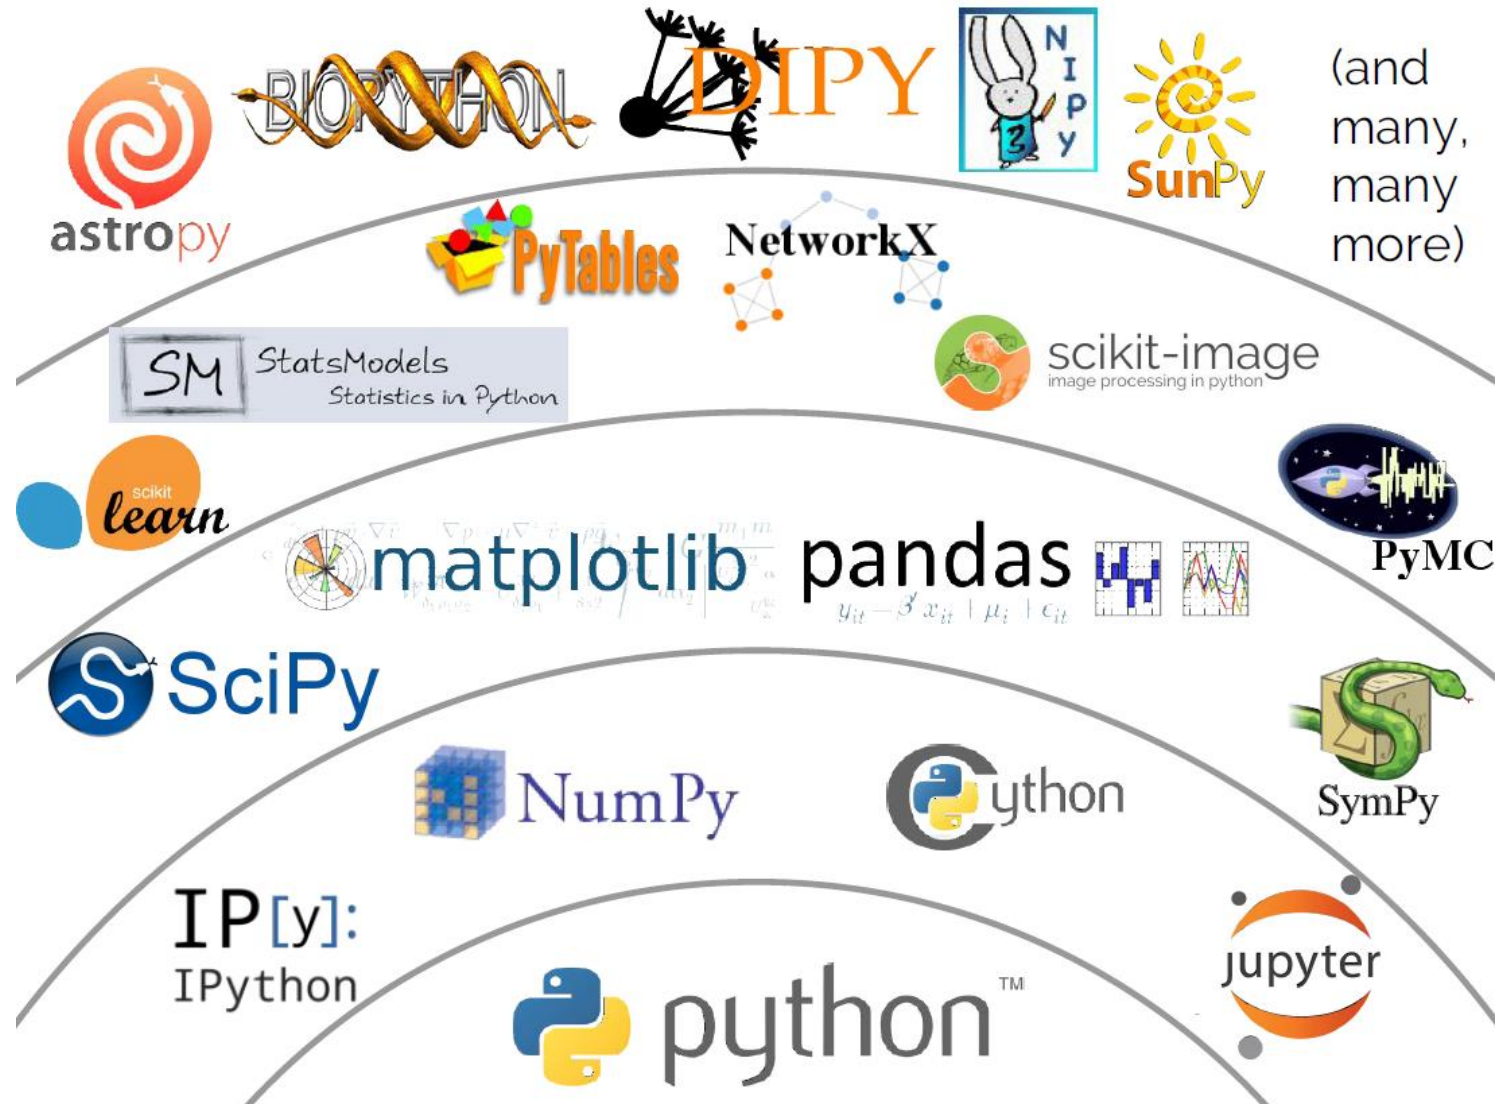 BIOPYTHON
DIPY
NIPY
(and
many,
many
more)
astropy
SunPy
PyTables
NetworkX
SM
StatsModels
Statistics in Python
scikit-image
image processing in python
scikit
learn
PyMC
matplotlib
pandas
SciPy
SymPy
NumPy
Cython
IP[y]:
IPython
jupyter
python™